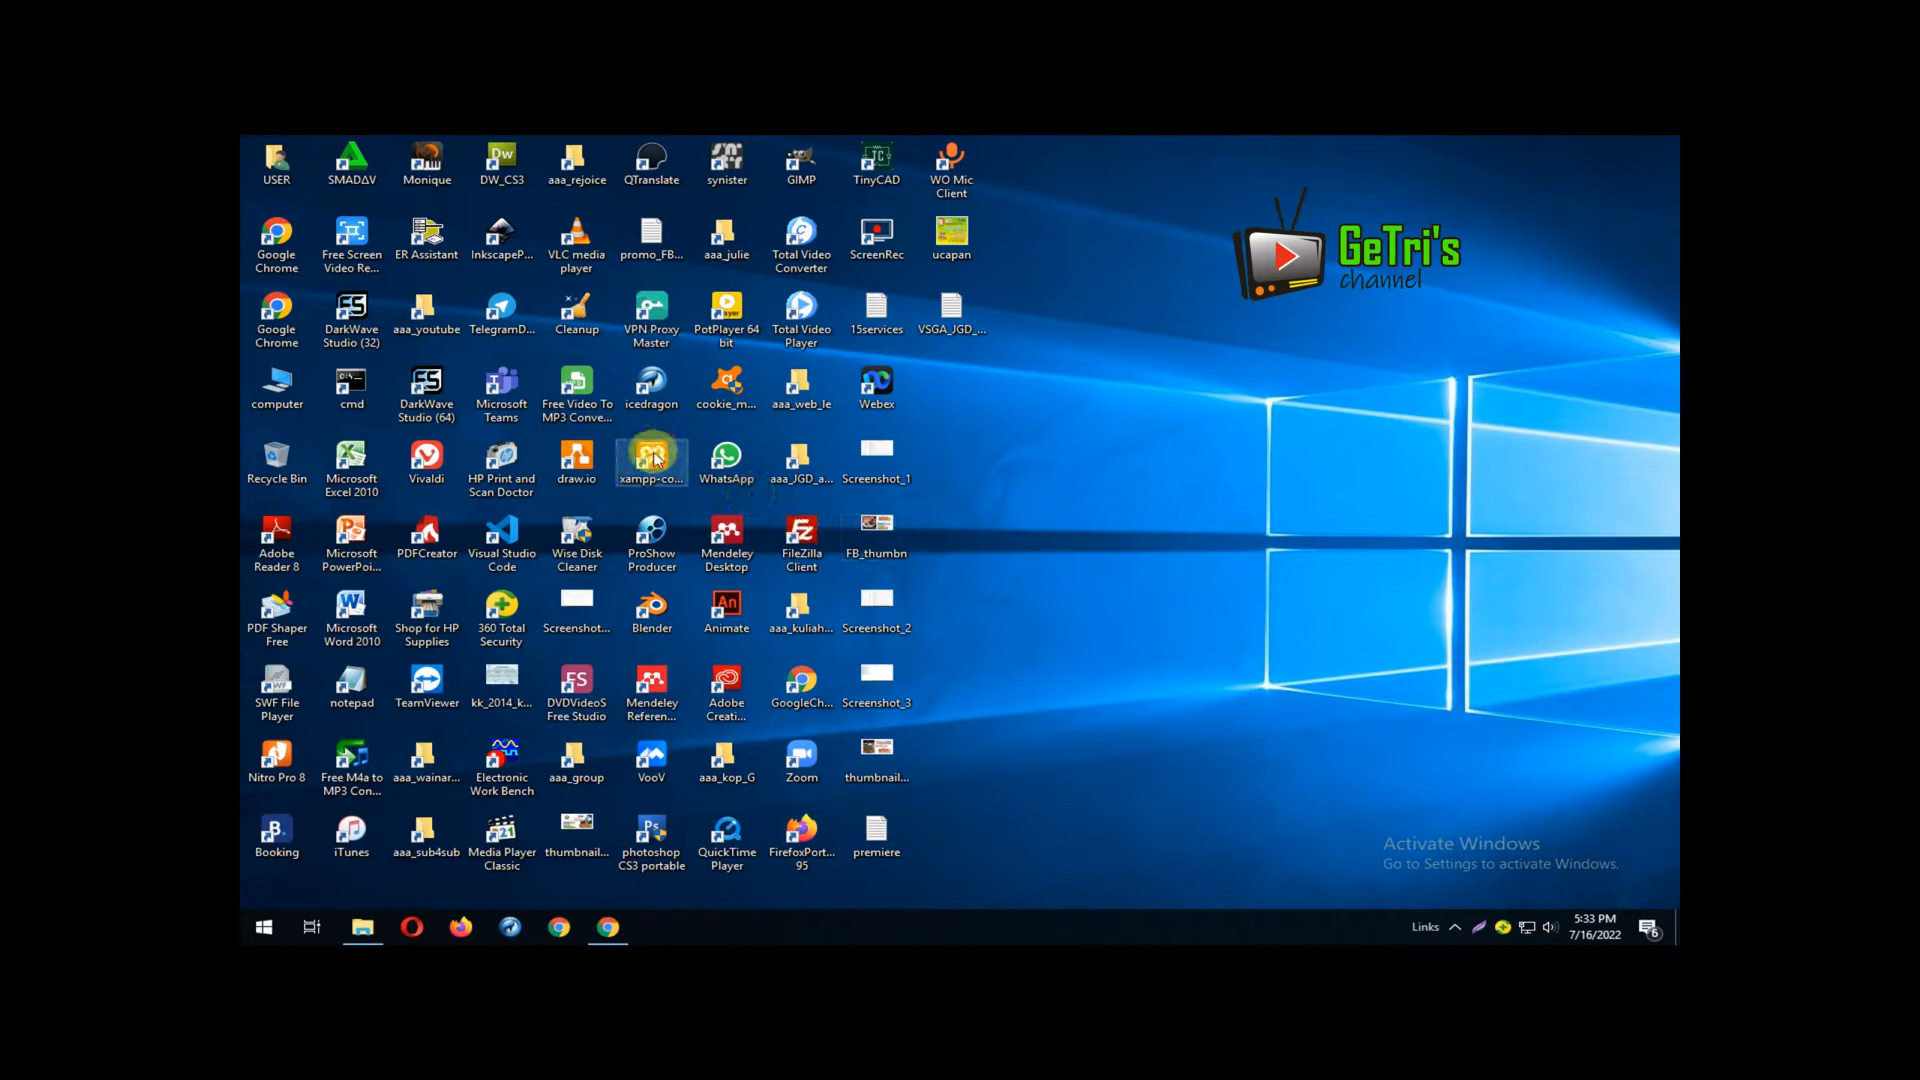 USER
SMADΔV
Monique
DW_CS3
aaa_rejoice
QTranslate
synister
GIMP
TinyCAD
WO Mic
Client
Google
Chrome
Free Screen
Video Re...
ER Assistant
InkscapeP...
VLC media
player
promo_FB...
aaa_julie
Total Video
Converter
ScreenRec
ucapan
Google
Chrome
DarkWave
Studio (32)
aaa_youtube
TelegramD...
Cleanup
VPN Proxy
Master
PotPlayer 64
bit
Total Video
Player
15services
VSGA_JGD_...
computer
cmd
DarkWave
Studio (64)
Microsoft
Teams
Free Video To
MP3 Conve...
icedragon
cookie_m...
aaa_web_le
Webex
Recycle Bin
Microsoft
Excel 2010
Vivaldi
HP Print and
Scan Doctor
draw.io
xampp-co...
WhatsApp
aaa_JGD_a...
Screenshot_1
Adobe
Reader 8
Microsoft
PowerPoi...
PDFCreator
Visual Studio
Code
Wise Disk
Cleaner
ProShow
Producer
Mendeley
Desktop
FileZilla
Client
FB_thumbn
PDF Shaper
Free
Microsoft
Word 2010
Shop for HP
Supplies
360 Total
Security
Screenshot...
Blender
Animate
aaa_kuliah...
Screenshot_2
SWF File
Player
notepad
TeamViewer
kk_2014_k...
DVDVideoS
Free Studio
Mendeley
Referen...
Adobe
Creati...
GoogleCh...
Screenshot_3
Nitro Pro 8
Free M4a to
MP3 Con...
aaa_wainar...
Electronic
Work Bench
aaa_group
VooV
aaa_kop_G
Zoom
thumbnail...
Booking
iTunes
aaa_sub4sub
Media Player
Classic
thumbnail...
photoshop
CS3 portable
QuickTime
Player
FirefoxPort...
95
premiere
GeTri's
channel
Activate Windows
Go to Settings to activate Windows.
Links
5:33 PM
7/16/2022
6